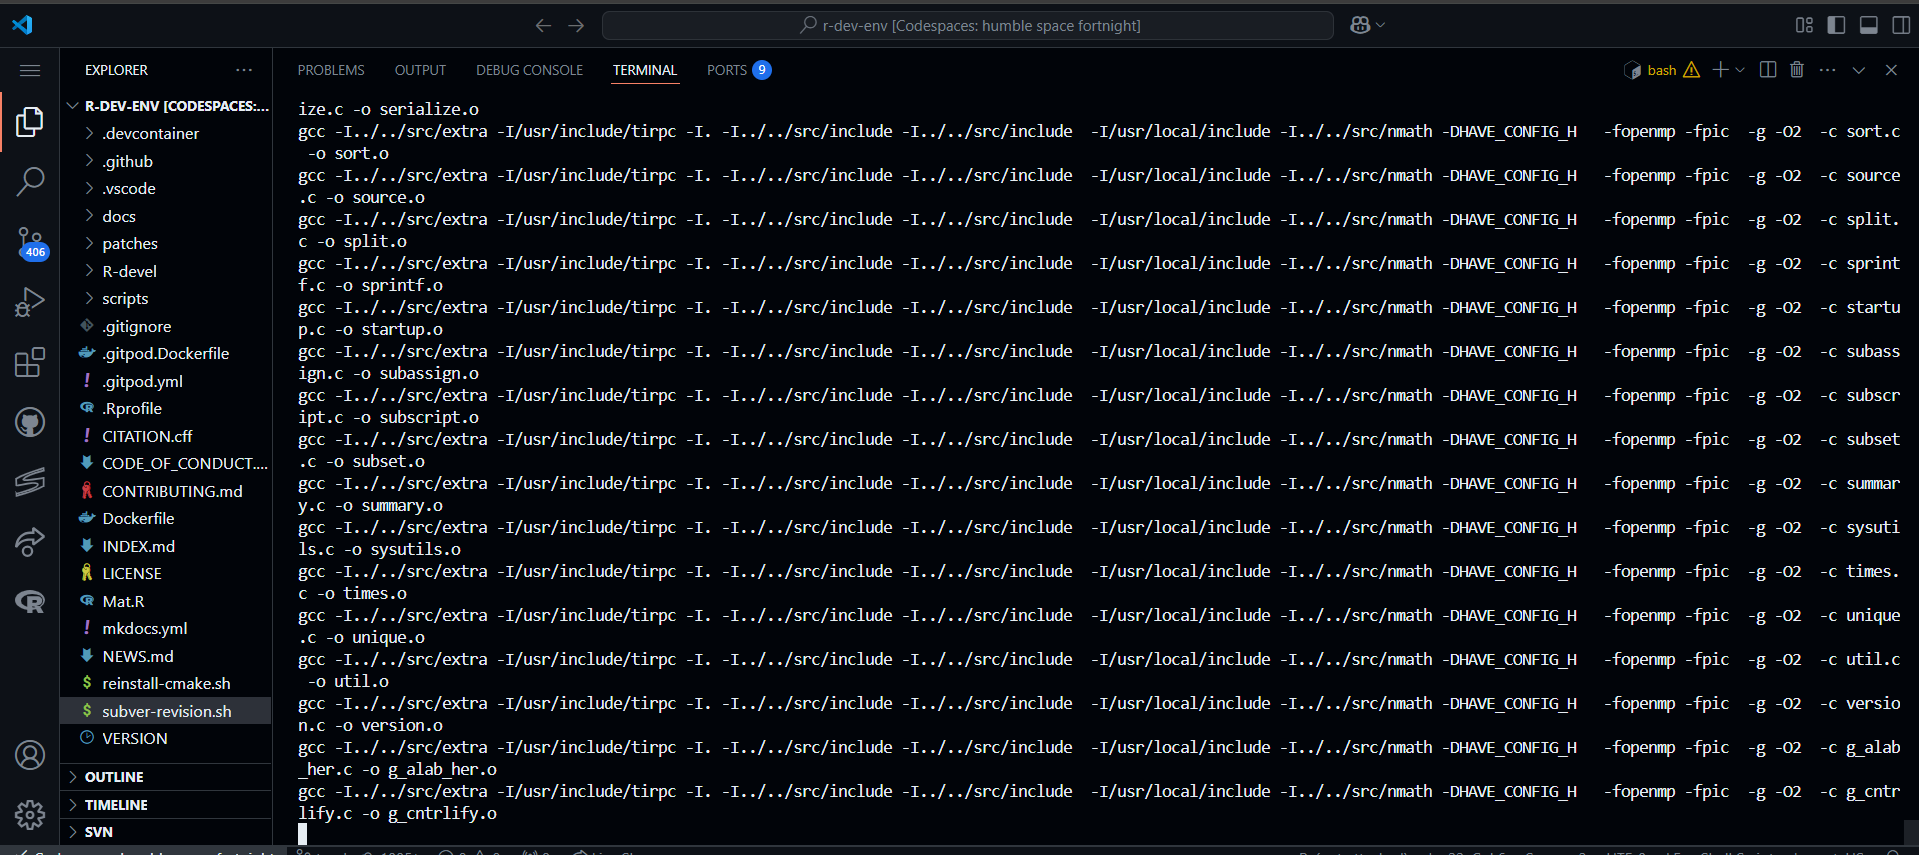 r-dev-env [Codespaces: humble space fortnight]
EXPLORER
R-DEV-ENV [CODESPACES:...
.devcontainer
.github
.vscode
docs
patches
R-devel
scripts
.gitignore
.gitpod.Dockerfile
.gitpod.yml
.Rprofile
CITATION.cff
CODE_OF_CONDUCT....
CONTRIBUTING.md
Dockerfile
INDEX.md
LICENSE
Mat.R
mkdocs.yml
NEWS.md
reinstall-cmake.sh
subver-revision.sh
VERSION
OUTLINE
TIMELINE
SVN
406
PROBLEMS OUTPUT DEBUG CONSOLE TERMINAL PORTS 9
bash
ize.c -o serialize.o
gcc -I../../src/extra -I/usr/include/tirpc -I. -I../../src/include -I../../src/include  -I/usr/local/include -I../../src/nmath -DHAVE_CONFIG_H   -fopenmp -fpic  -g -O2  -c sort.c
 -o sort.o
gcc -I../../src/extra -I/usr/include/tirpc -I. -I../../src/include -I../../src/include  -I/usr/local/include -I../../src/nmath -DHAVE_CONFIG_H   -fopenmp -fpic  -g -O2  -c source
.c -o source.o
gcc -I../../src/extra -I/usr/include/tirpc -I. -I../../src/include -I../../src/include  -I/usr/local/include -I../../src/nmath -DHAVE_CONFIG_H   -fopenmp -fpic  -g -O2  -c split.
c -o split.o
gcc -I../../src/extra -I/usr/include/tirpc -I. -I../../src/include -I../../src/include  -I/usr/local/include -I../../src/nmath -DHAVE_CONFIG_H   -fopenmp -fpic  -g -O2  -c sprint
f.c -o sprintf.o
gcc -I../../src/extra -I/usr/include/tirpc -I. -I../../src/include -I../../src/include  -I/usr/local/include -I../../src/nmath -DHAVE_CONFIG_H   -fopenmp -fpic  -g -O2  -c startu
p.c -o startup.o
gcc -I../../src/extra -I/usr/include/tirpc -I. -I../../src/include -I../../src/include  -I/usr/local/include -I../../src/nmath -DHAVE_CONFIG_H   -fopenmp -fpic  -g -O2  -c subass
ign.c -o subassign.o
gcc -I../../src/extra -I/usr/include/tirpc -I. -I../../src/include -I../../src/include  -I/usr/local/include -I../../src/nmath -DHAVE_CONFIG_H   -fopenmp -fpic  -g -O2  -c subscr
ipt.c -o subscript.o
gcc -I../../src/extra -I/usr/include/tirpc -I. -I../../src/include -I../../src/include  -I/usr/local/include -I../../src/nmath -DHAVE_CONFIG_H   -fopenmp -fpic  -g -O2  -c subset
.c -o subset.o
gcc -I../../src/extra -I/usr/include/tirpc -I. -I../../src/include -I../../src/include  -I/usr/local/include -I../../src/nmath -DHAVE_CONFIG_H   -fopenmp -fpic  -g -O2  -c summar
y.c -o summary.o
gcc -I../../src/extra -I/usr/include/tirpc -I. -I../../src/include -I../../src/include  -I/usr/local/include -I../../src/nmath -DHAVE_CONFIG_H   -fopenmp -fpic  -g -O2  -c sysuti
ls.c -o sysutils.o
gcc -I../../src/extra -I/usr/include/tirpc -I. -I../../src/include -I../../src/include  -I/usr/local/include -I../../src/nmath -DHAVE_CONFIG_H   -fopenmp -fpic  -g -O2  -c times.
c -o times.o
gcc -I../../src/extra -I/usr/include/tirpc -I. -I../../src/include -I../../src/include  -I/usr/local/include -I../../src/nmath -DHAVE_CONFIG_H   -fopenmp -fpic  -g -O2  -c unique
.c -o unique.o
gcc -I../../src/extra -I/usr/include/tirpc -I. -I../../src/include -I../../src/include  -I/usr/local/include -I../../src/nmath -DHAVE_CONFIG_H   -fopenmp -fpic  -g -O2  -c util.c
 -o util.o
gcc -I../../src/extra -I/usr/include/tirpc -I. -I../../src/include -I../../src/include  -I/usr/local/include -I../../src/nmath -DHAVE_CONFIG_H   -fopenmp -fpic  -g -O2  -c versio
n.c -o version.o
gcc -I../../src/extra -I/usr/include/tirpc -I. -I../../src/include -I../../src/include  -I/usr/local/include -I../../src/nmath -DHAVE_CONFIG_H   -fopenmp -fpic  -g -O2  -c g_alab
_her.c -o g_alab_her.o
gcc -I../../src/extra -I/usr/include/tirpc -I. -I../../src/include -I../../src/include  -I/usr/local/include -I../../src/nmath -DHAVE_CONFIG_H   -fopenmp -fpic  -g -O2  -c g_cntr
lify.c -o g_cntrlify.o